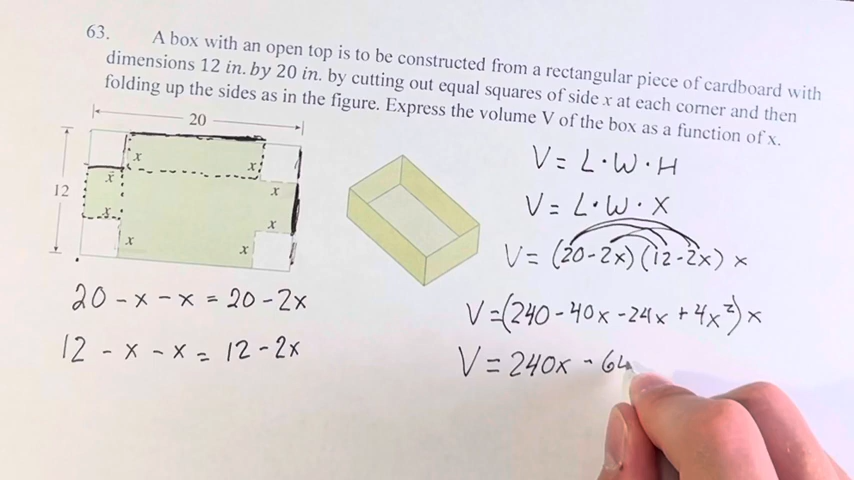 63. A box with an open top is to be constructed from a rectangular piece of cardboard with
dimensions 12 in. by 20 in. by cutting out equal squares of side x at each corner and then
folding up the sides as in the figure. Express the volume V of the box as a function of x.
20
12
x x
x x
x x
x x
V = L · W · H
V = L · W · X
V = (20-2x)(12-2x) x
V = (240 - 40x - 24x + 4x²) x
V = 240x - 64
20 - x - x = 20 - 2x
12 - x - x = 12 - 2x